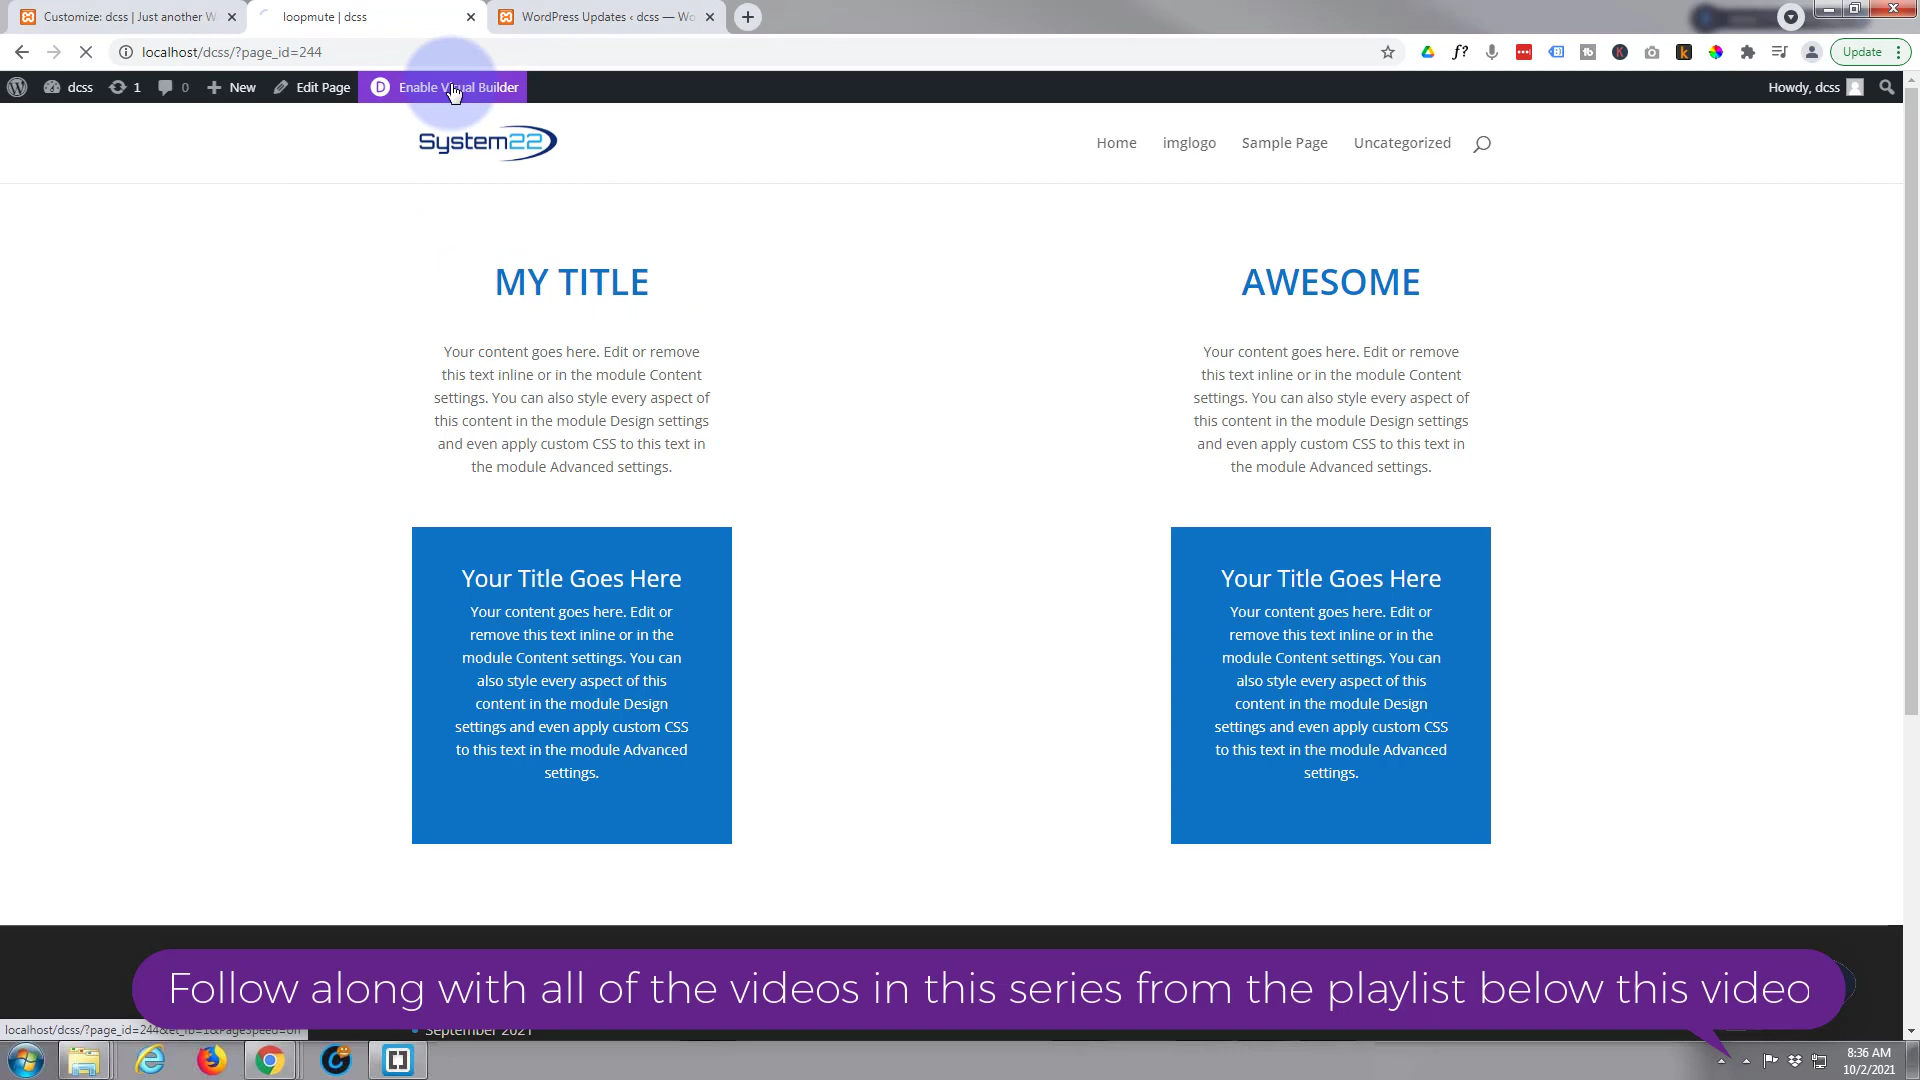 Customize: dcss | Just another W
loopmute | dcss
WordPress Updates ‹ dcss — Wo
localhost/dcss/?page_id=244
Update
dcss
1
0
New
Edit Page
Enable Visual Builder
Howdy, dcss
System22
Home
imglogo
Sample Page
Uncategorized
MY TITLE
Your content goes here. Edit or remove
this text inline or in the module Content
settings. You can also style every aspect of
this content in the module Design settings
and even apply custom CSS to this text in
the module Advanced settings.
Your Title Goes Here
Your content goes here. Edit or
remove this text inline or in the
module Content settings. You can
also style every aspect of this
content in the module Design
settings and even apply custom CSS
to this text in the module Advanced
settings.
AWESOME
Your content goes here. Edit or remove
this text inline or in the module Content
settings. You can also style every aspect of
this content in the module Design settings
and even apply custom CSS to this text in
the module Advanced settings.
Your Title Goes Here
Your content goes here. Edit or
remove this text inline or in the
module Content settings. You can
also style every aspect of this
content in the module Design
settings and even apply custom CSS
to this text in the module Advanced
settings.
Follow along with all of the videos in this series from the playlist below this video
September 2021
8:36 AM
10/2/2021